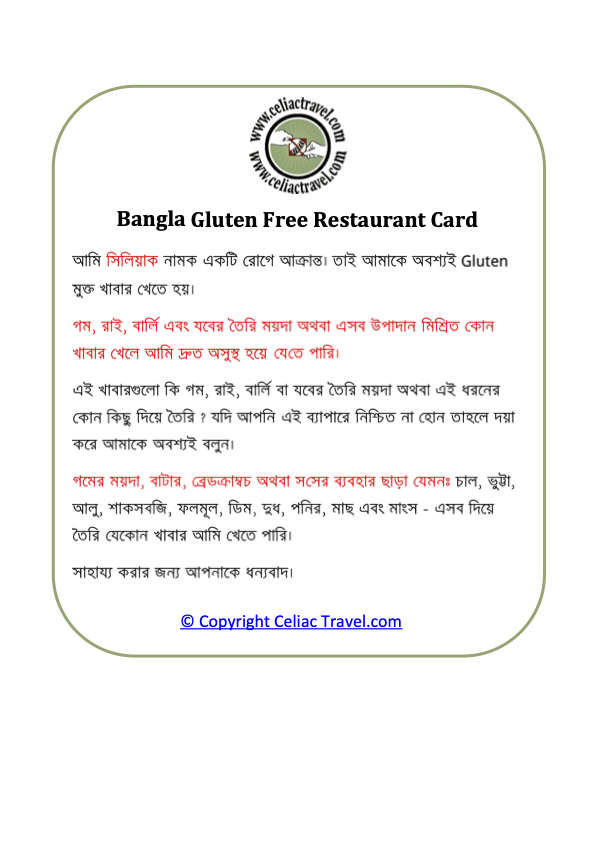 www.celiactravel.com
www.celiactravel.com
Bangla Gluten Free Restaurant Card
আমি সিলিয়াক নামক একটি রোগে আক্রান্ত। তাই আমাকে অবশ্যই Gluten
মুক্ত খাবার খেতে হয়।
গম, রাই, বার্লি এবং যবের তৈরি ময়দা অথবা এসব উপাদান মিশ্রিত কোন
খাবার খেলে আমি দ্রুত অসুস্থ হয়ে যেতে পারি।
এই খাবারগুলো কি গম, রাই, বার্লি বা যবের তৈরি ময়দা অথবা এই ধরনের
কোন কিছু দিয়ে তৈরি ? যদি আপনি এই ব্যাপারে নিশ্চিত না হোন তাহলে দয়া
করে আমাকে অবশ্যই বলুন।
গমের ময়দা, বাটার, ব্রেডক্রাম্বচ অথবা সসের ব্যবহার ছাড়া যেমনঃ চাল, ভুট্টা,
আলু, শাকসবজি, ফলমূল, ডিম, দুধ, পনির, মাছ এবং মাংস - এসব দিয়ে
তৈরি যেকোন খাবার আমি খেতে পারি।
সাহায্য করার জন্য আপনাকে ধন্যবাদ।
© Copyright Celiac Travel.com